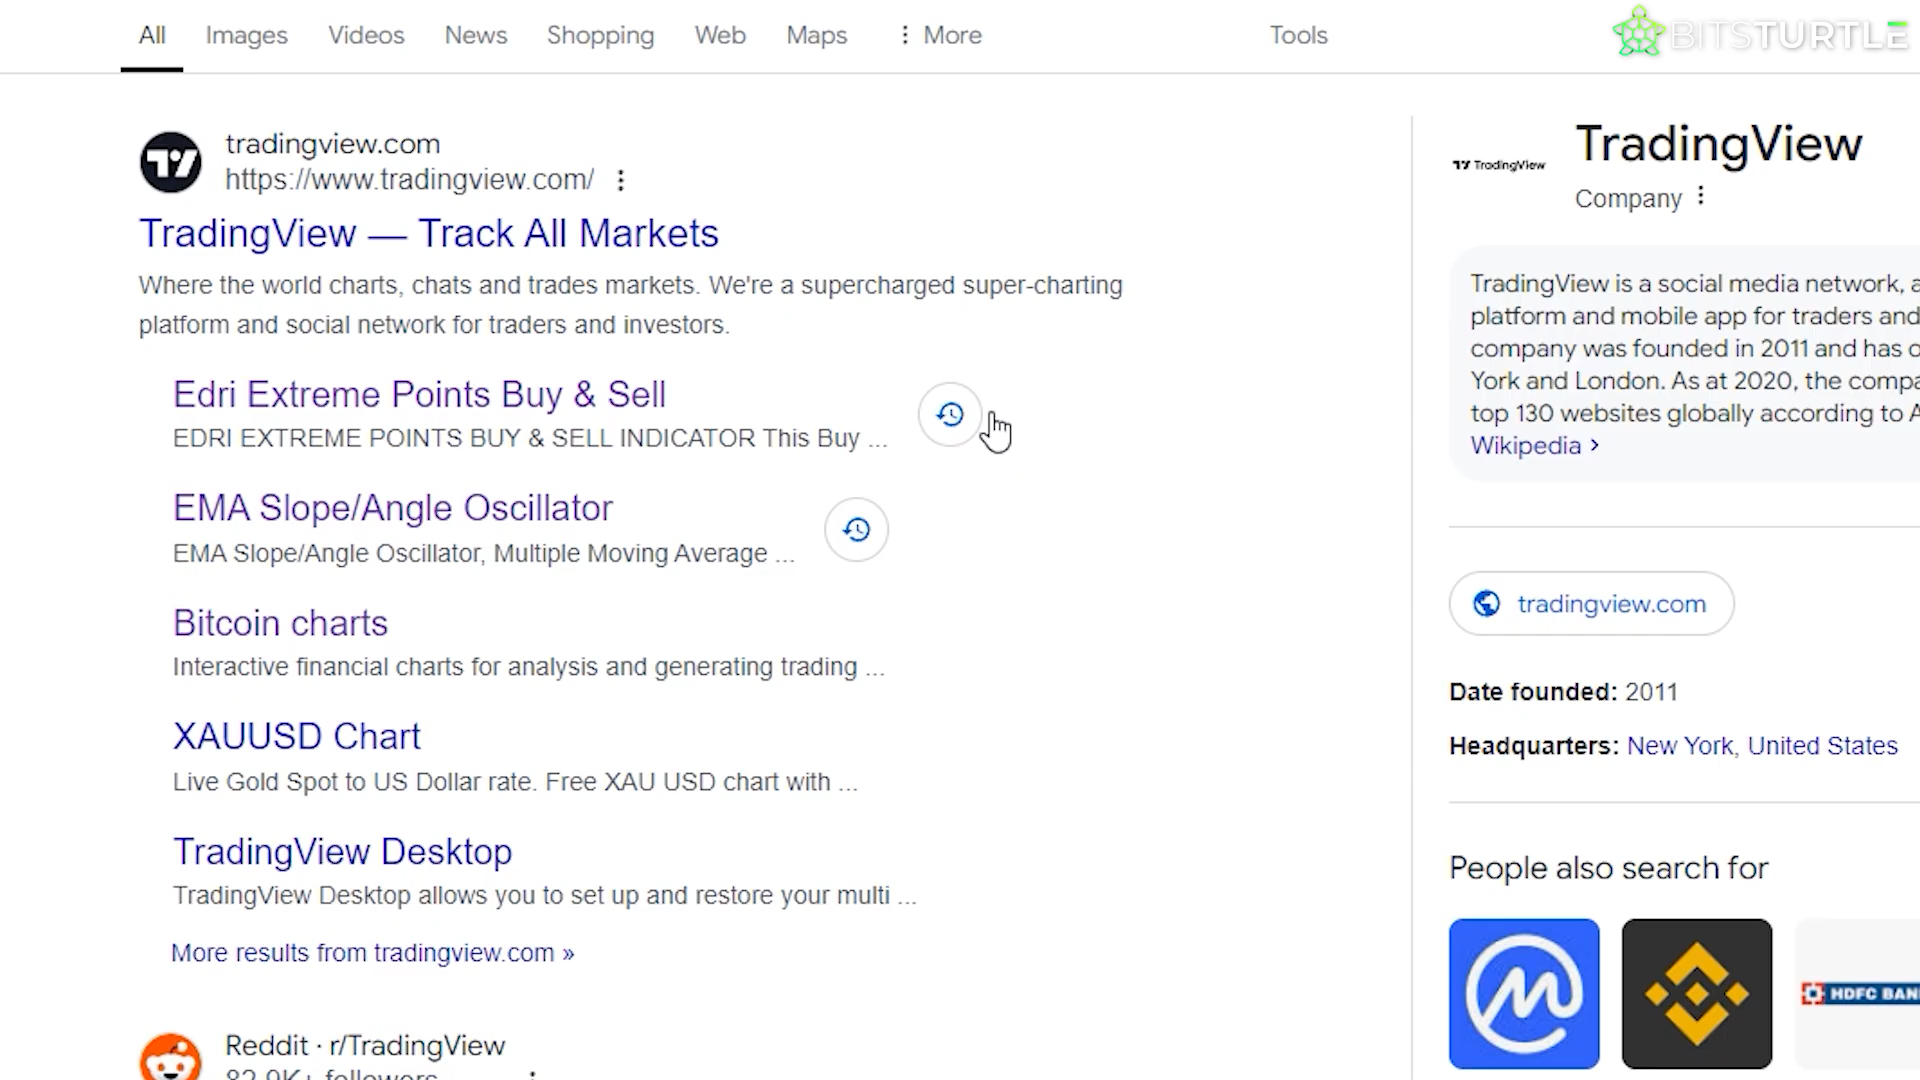 All Images Videos News Shopping Web Maps More Tools
BITSTURTLE
tradingview.com
https://www.tradingview.com/
TradingView — Track All Markets
Where the world charts, chats and trades markets. We're a supercharged super-charting
platform and social network for traders and investors.
Edri Extreme Points Buy & Sell
EDRI EXTREME POINTS BUY & SELL INDICATOR This Buy ...
EMA Slope/Angle Oscillator
EMA Slope/Angle Oscillator, Multiple Moving Average ...
Bitcoin charts
Interactive financial charts for analysis and generating trading ...
XAUUSD Chart
Live Gold Spot to US Dollar rate. Free XAU USD chart with ...
TradingView Desktop
TradingView Desktop allows you to set up and restore your multi ...
More results from tradingview.com »
Reddit · r/TradingView
82.9K+ followers
TradingView
TradingView
Company
TradingView is a social media network, a
platform and mobile app for traders and
company was founded in 2011 and has o
York and London. As at 2020, the compa
top 130 websites globally according to A
Wikipedia
tradingview.com
Date founded: 2011
Headquarters: New York, United States
People also search for
HDFC BAN